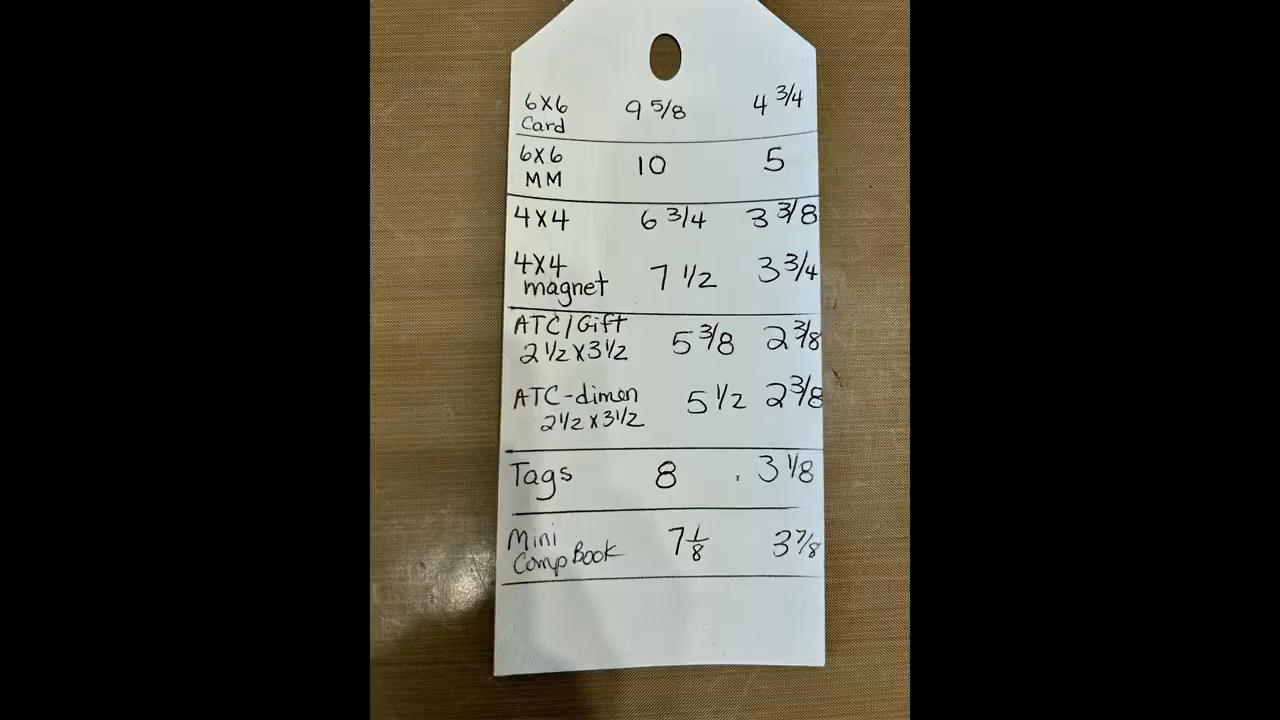 6X6 9 5/8 4 3/4
Card
6X6 10 5
MM
4X4 6 3/4 3 3/8
4X4 7 1/2 3 3/4
magnet
ATC/Gift 5 3/8 2 3/8
2 1/2 X 3 1/2
ATC-dimen 5 1/2 2 3/8
2 1/2 X 3 1/2
Tags 8 3 1/8
Mini 7 1/8 3 7/8
Comp Book